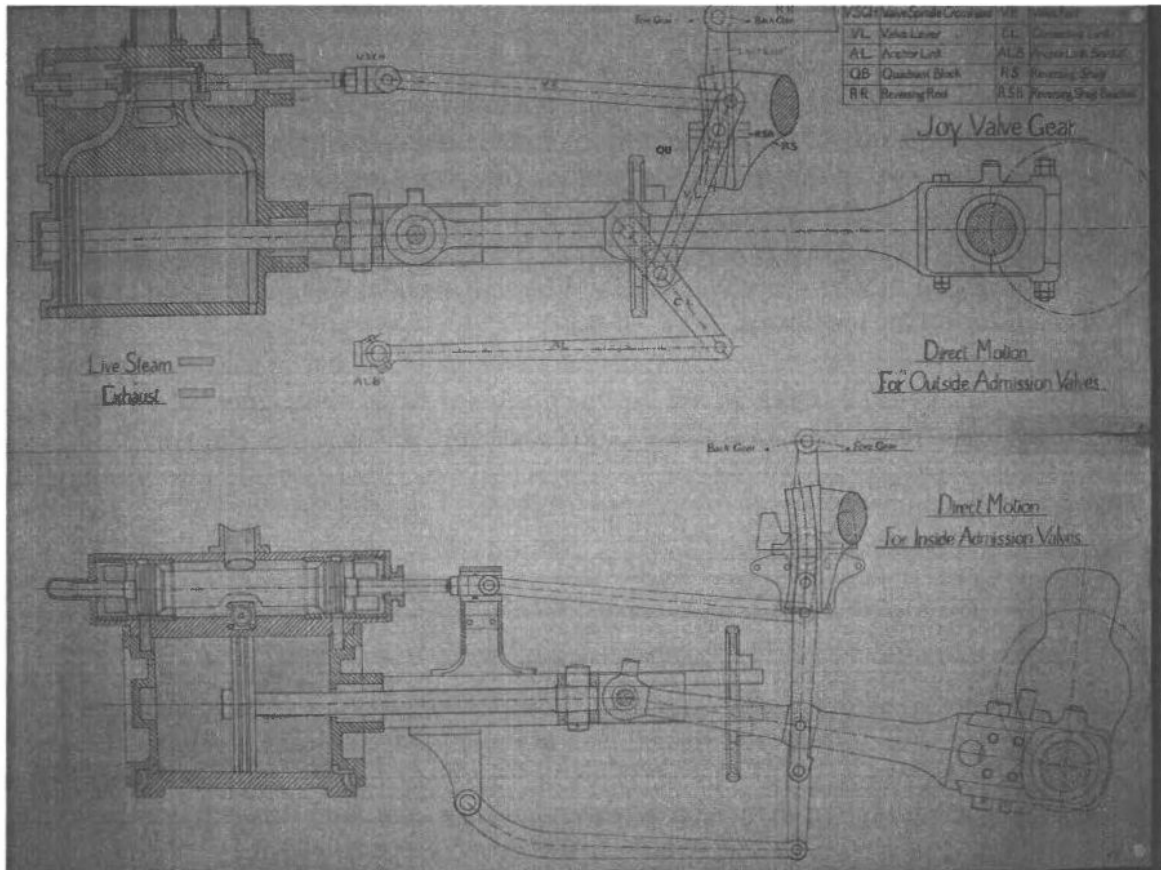 Fore Gear Back Gear RR
VSCH Valve Spindle Crosshead VR
VL Valve Lever CL Connecting Link
AL Anchor Link ALB Anchor Link Bracket
QB Quadrant Block RS Reversing Shaft
RR Reversing Rod RSB Reversing Shaft Bracket
VSCH
VR
Joy Valve Gear
RSB
QB RS
VL
CL
Live Steam
AL
Direct Motion
ALB
Exhaust
For Outside Admission Valves
Back Gear Fore Gear
Direct Motion
For Inside Admission Valves